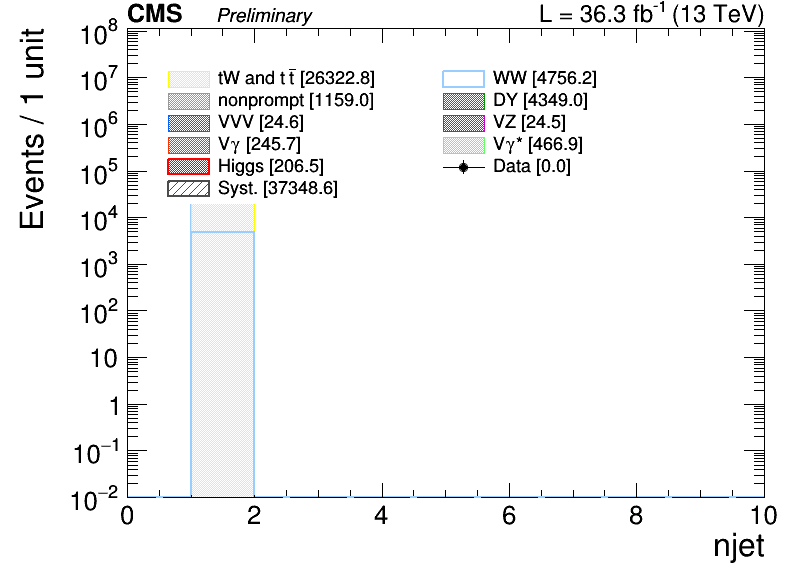 CMS Preliminary L = 36.3 fb⁻¹ (13 TeV)
Events / 1 unit
10⁸
10⁷
10⁶
10⁵
10⁴
10³
10²
10
1
10⁻¹
10⁻²
tW and tt̄ [26322.8]
nonprompt [1159.0]
VVV [24.6]
Vγ [245.7]
Higgs [206.5]
Syst. [37348.6]
WW [4756.2]
DY [4349.0]
VZ [24.5]
Vγ* [466.9]
Data [0.0]
0 2 4 6 8 10
njet